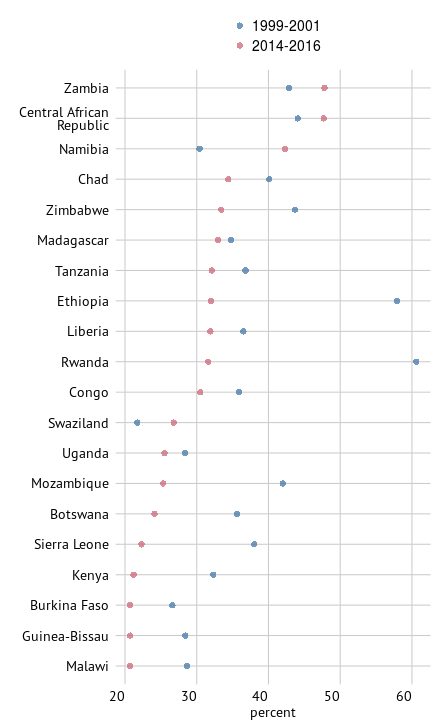 1999-2001
2014-2016
Zambia
Central African
Republic
Namibia
Chad
Zimbabwe
Madagascar
Tanzania
Ethiopia
Liberia
Rwanda
Congo
Swaziland
Uganda
Mozambique
Botswana
Sierra Leone
Kenya
Burkina Faso
Guinea-Bissau
Malawi
20 30 40 50 60
percent